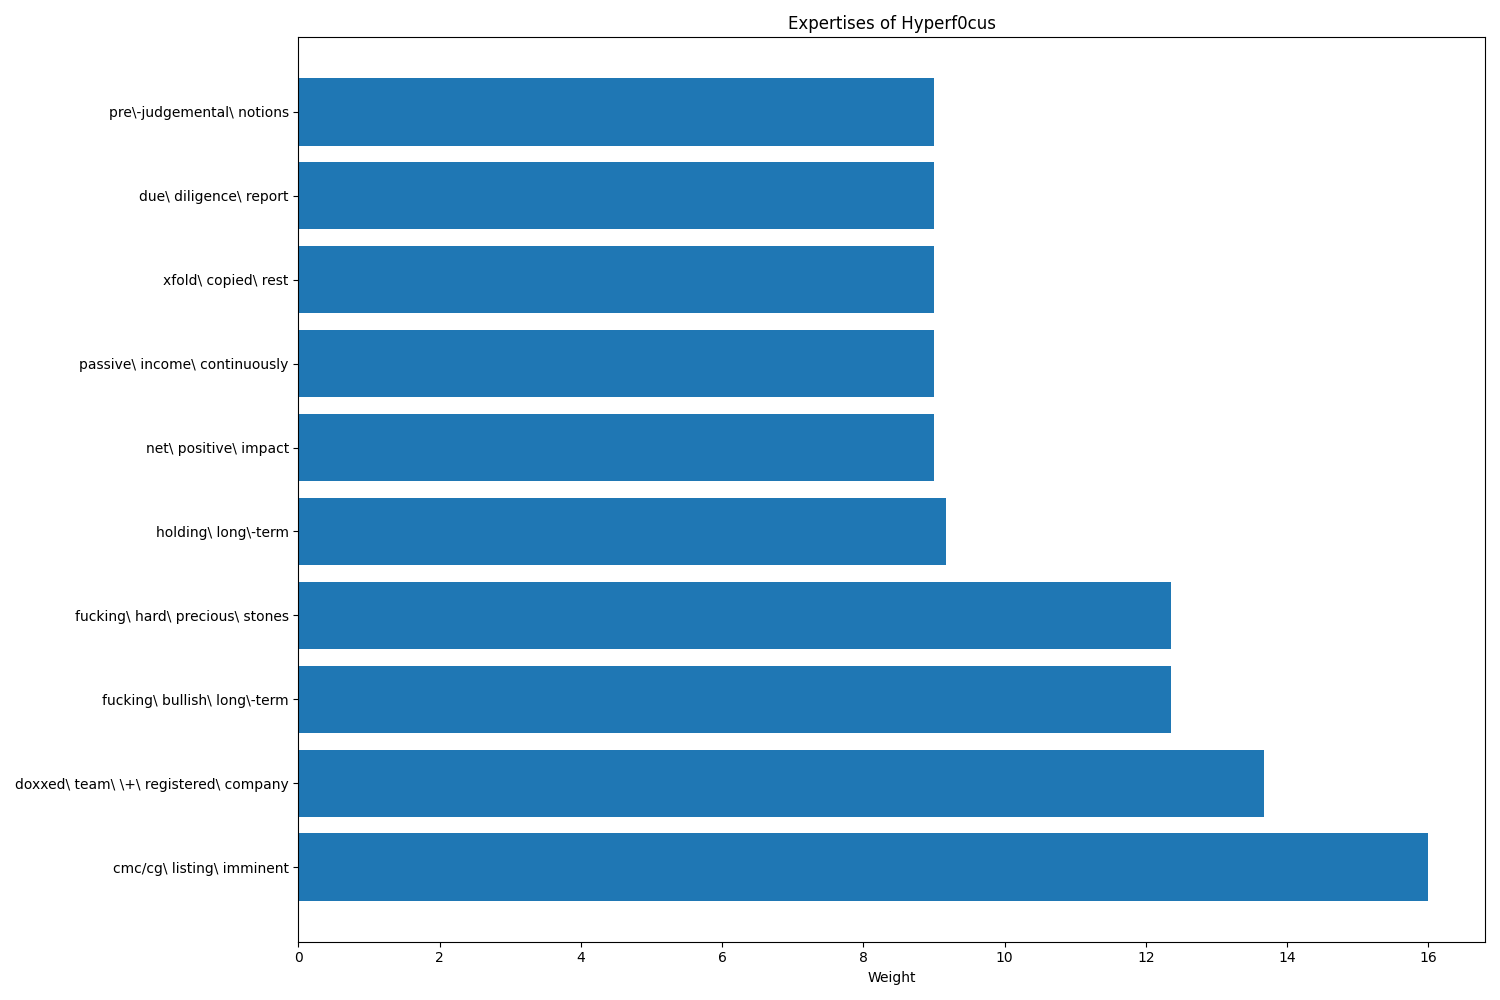 Expertises of Hyperf0cus
pre\-judgemental\ notions
due\ diligence\ report
xfold\ copied\ rest
passive\ income\ continuously
net\ positive\ impact
holding\ long\-term
fucking\ hard\ precious\ stones
fucking\ bullish\ long\-term
doxxed\ team\ \+\ registered\ company
cmc/cg\ listing\ imminent
0 2 4 6 8 10 12 14 16
Weight